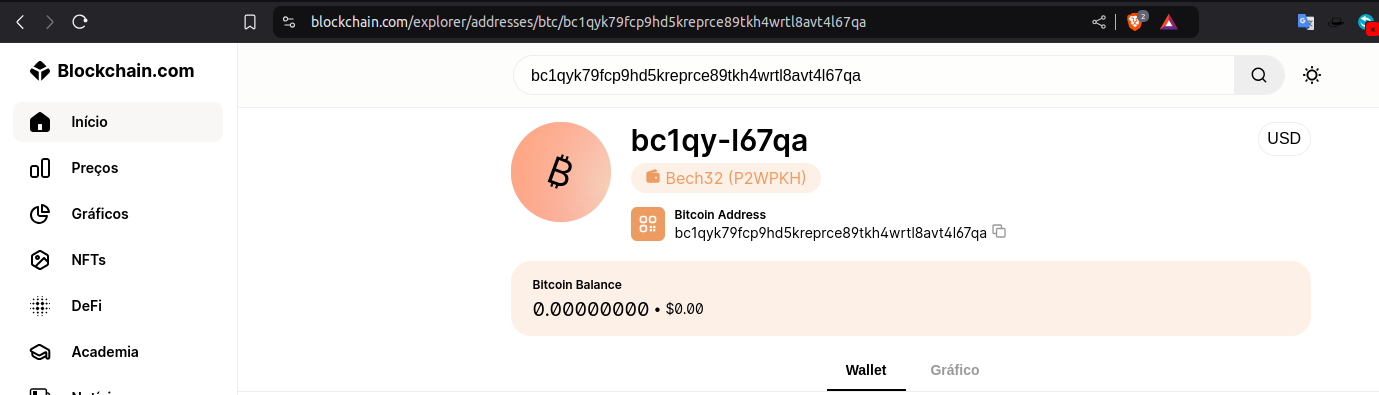 blockchain.com/explorer/addresses/btc/bc1qyk79fcp9hd5kreprce89tkh4wrtl8avt4l67qa
2
Blockchain.com
bc1qyk79fcp9hd5kreprce89tkh4wrtl8avt4l67qa
Início
Preços
Gráficos
NFTs
DeFi
Academia
bc1qy-l67qa
USD
Bech32 (P2WPKH)
Bitcoin Address
bc1qyk79fcp9hd5kreprce89tkh4wrtl8avt4l67qa
Bitcoin Balance
0.00000000 • $0.00
Wallet
Gráfico